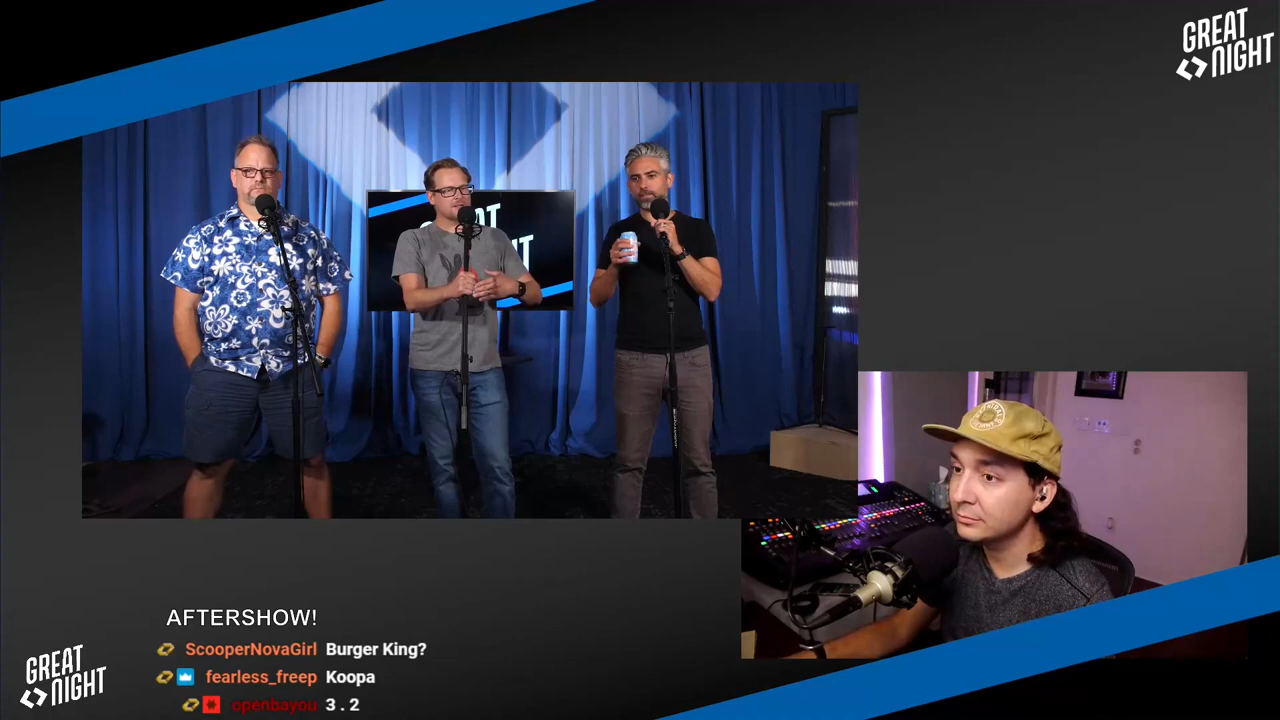 GREAT
NIGHT
AFTERSHOW!
ScooperNovaGirl Burger King?
fearless_freep Koopa
openbayou 3 . 2
GREAT
NIGHT